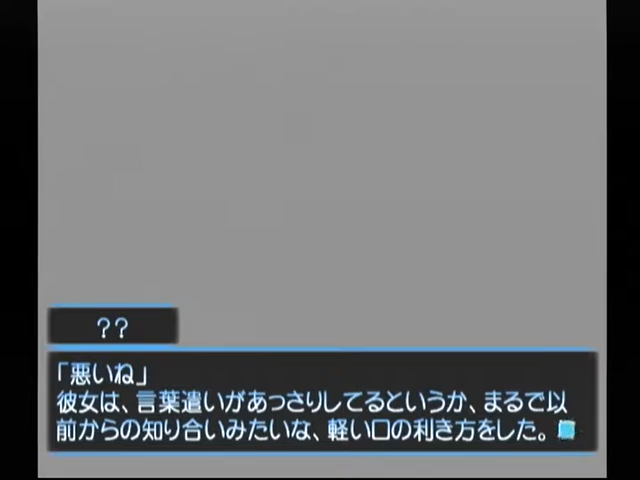 ??
「悪いね」
彼女は、言葉遣いがあっさりしてるというか、まるで以
前からの知り合いみたいな、軽い口の利き方をした。